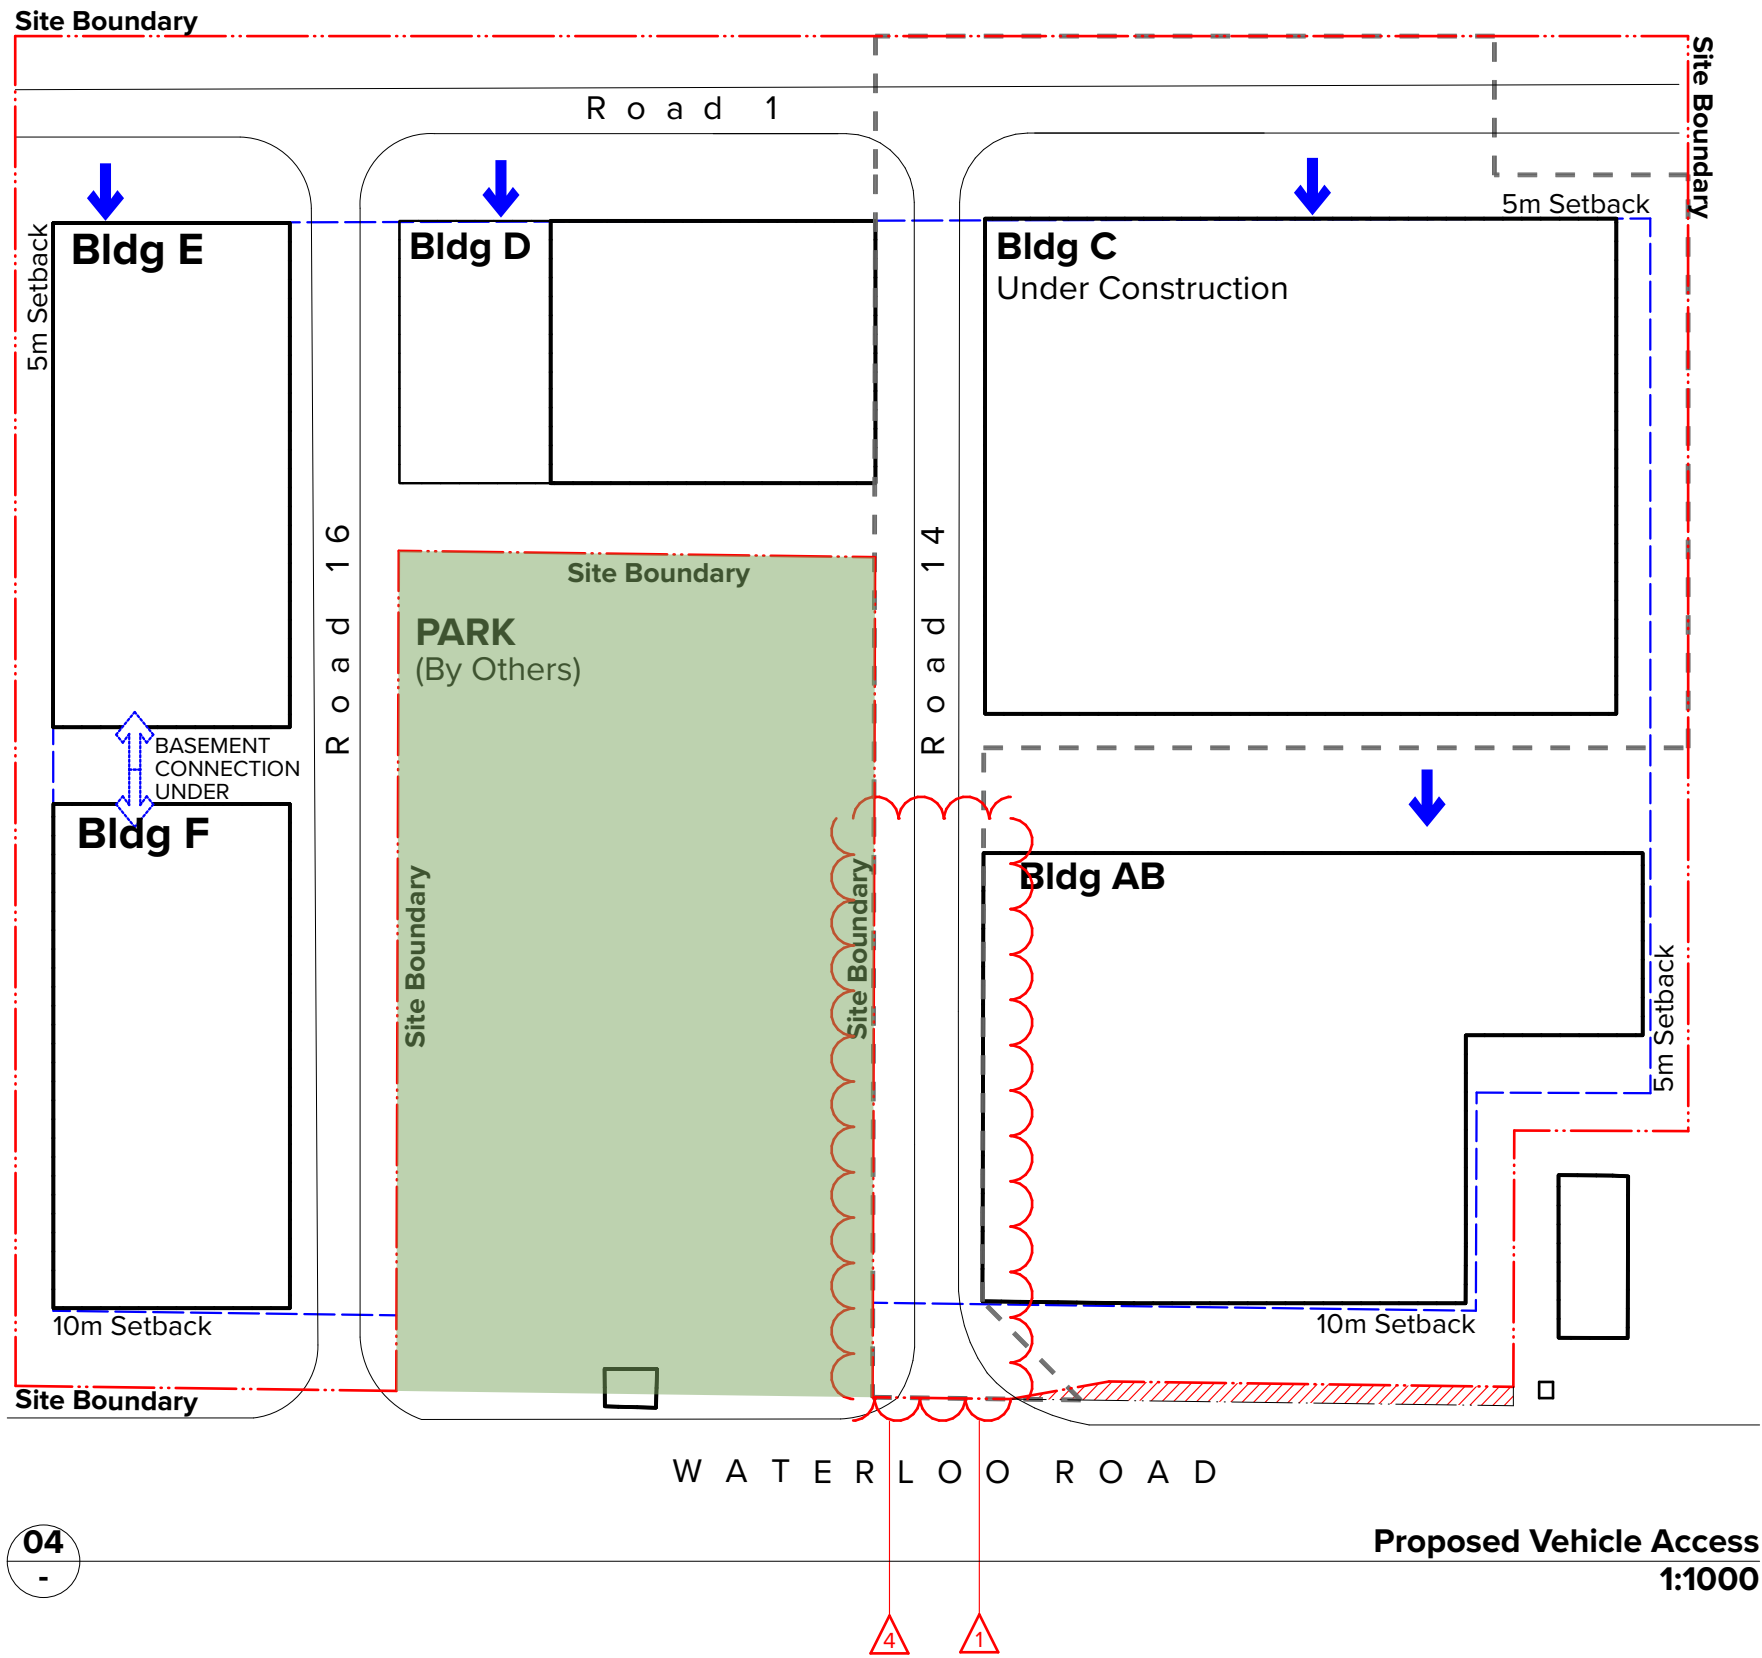 Site Boundary
Site Boundary
Road 1
5m Setback
5m Setback
Bldg E
Bldg D
Bldg C
Under Construction
Road 16
Road 14
Site Boundary
PARK
(By Others)
BASEMENT
CONNECTION
UNDER
Bldg F
Site Boundary
Site Boundary
Bldg AB
5m Setback
10m Setback
10m Setback
Site Boundary
WATERLOO ROAD
04
-
Proposed Vehicle Access
1:1000
4
1